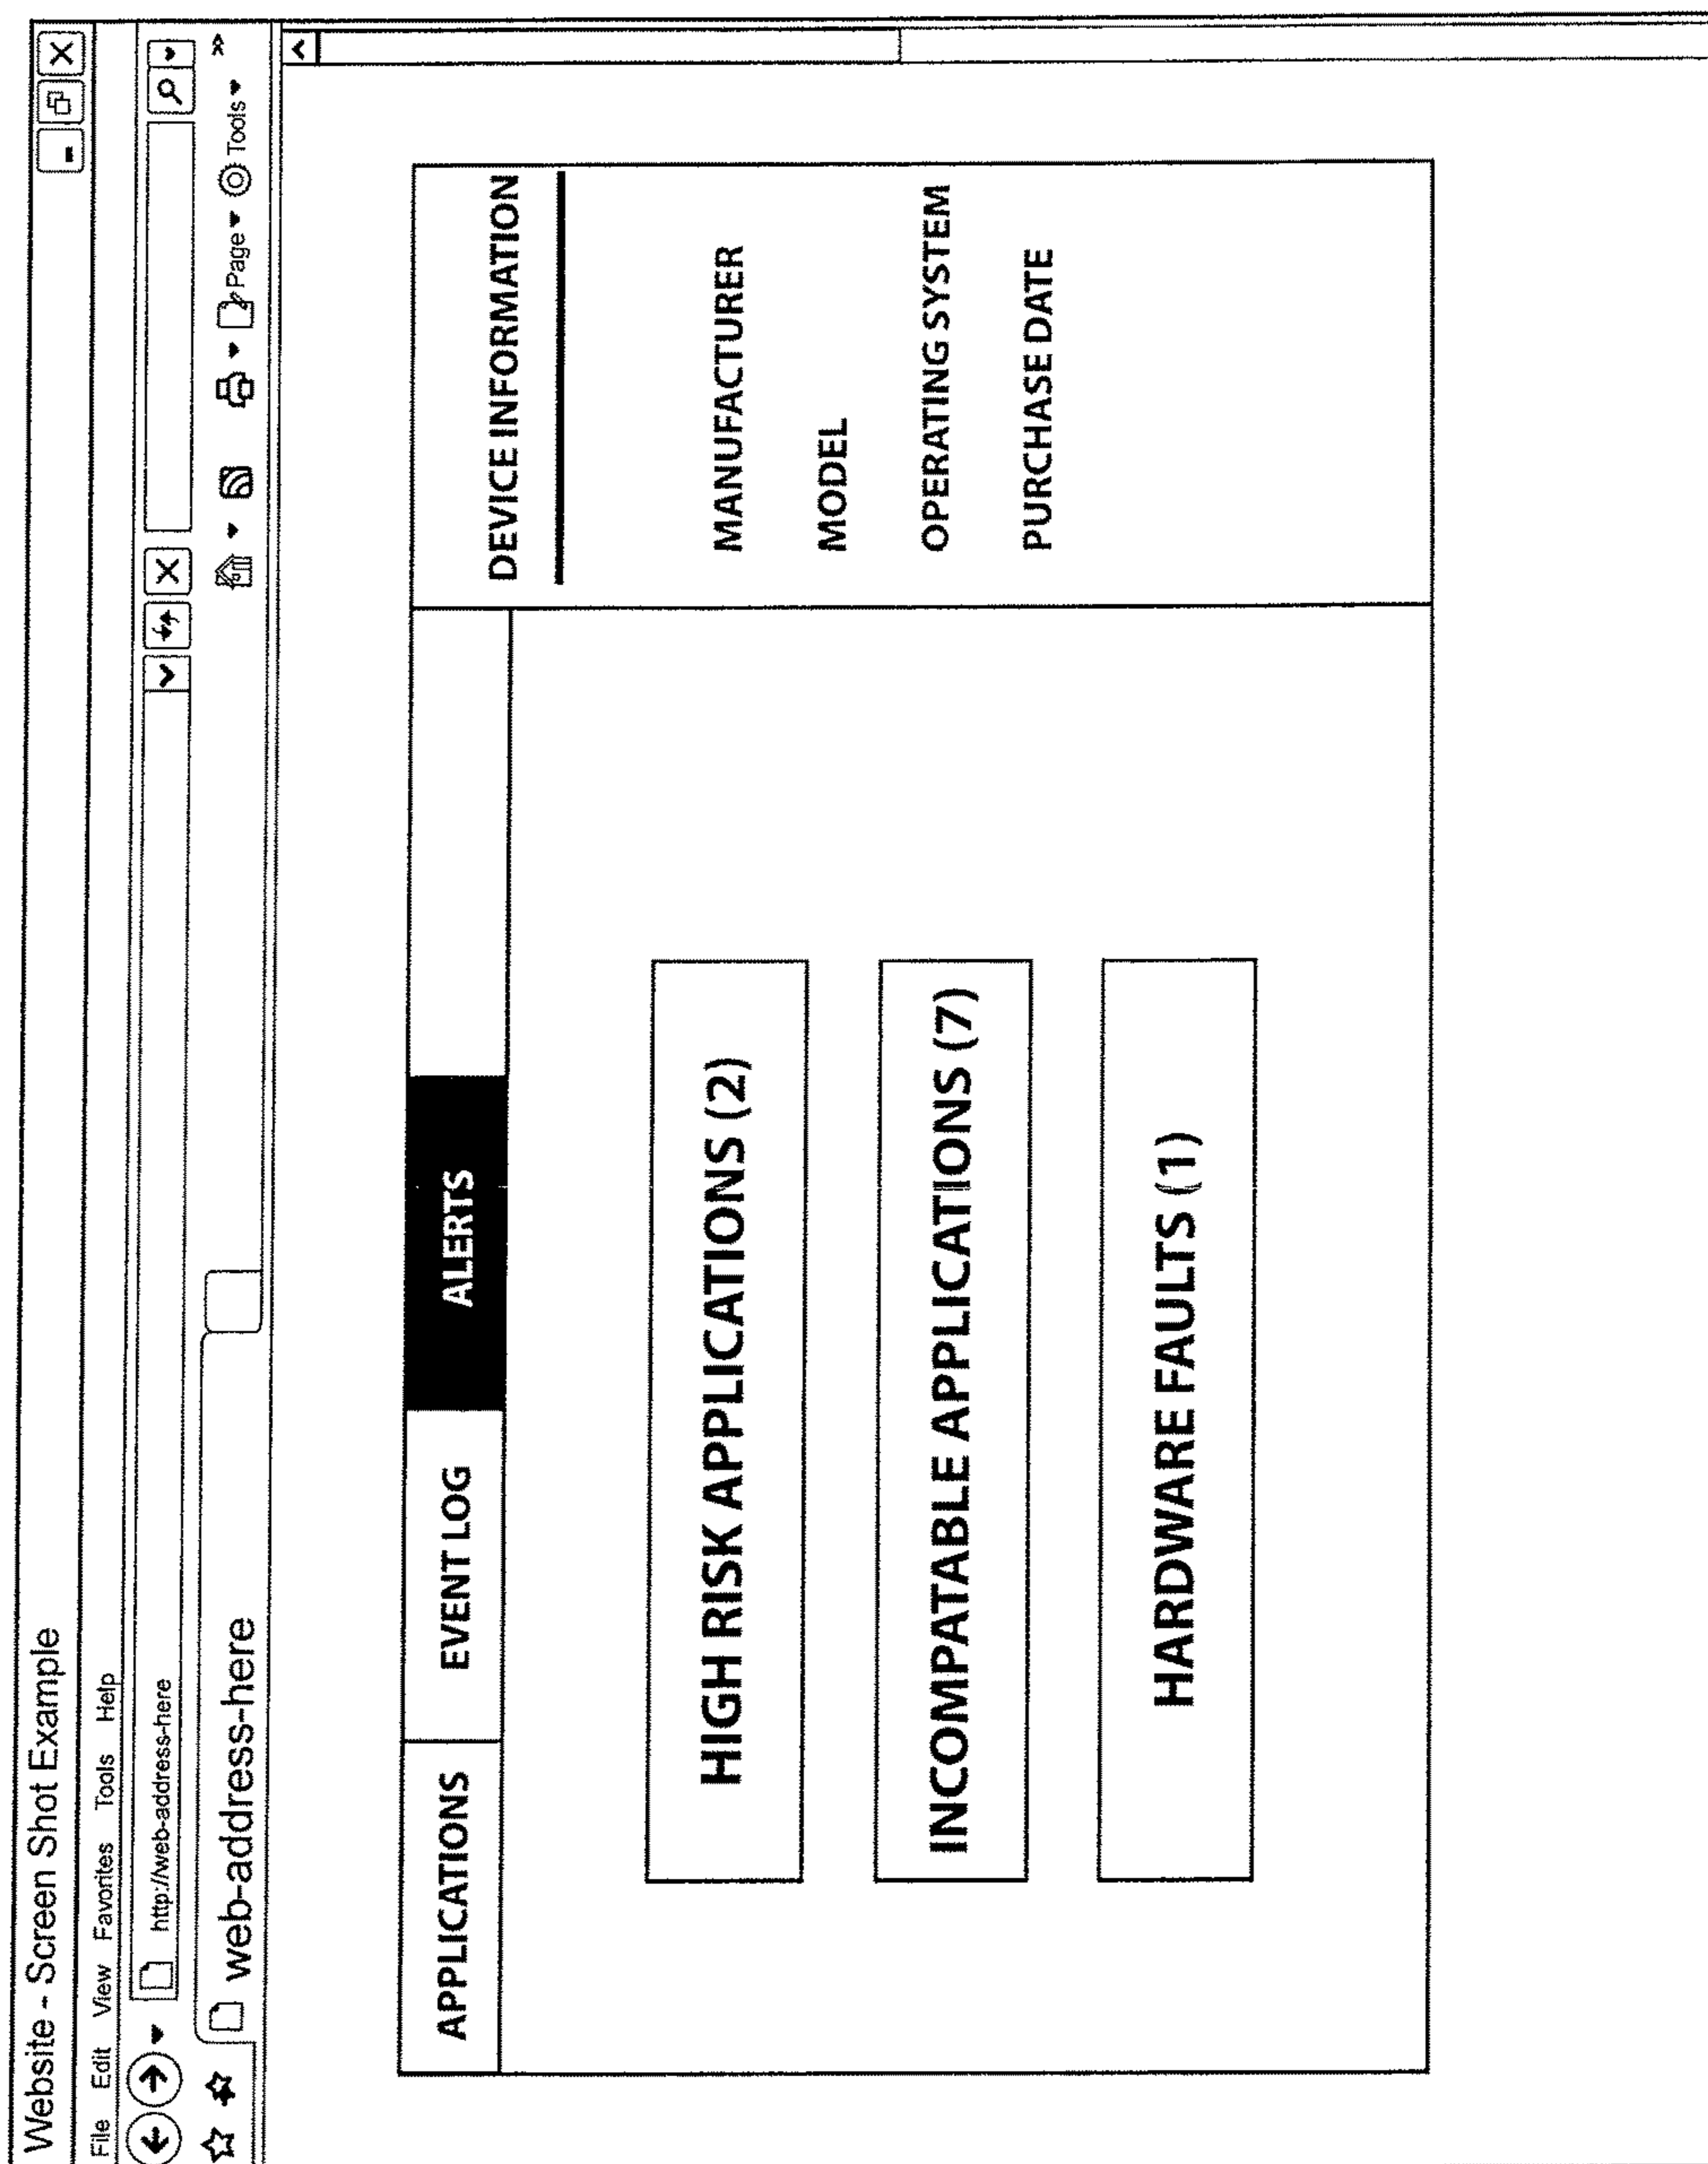 Website - Screen Shot Example
File Edit View Favorites Tools Help
http://web-address-here
web-address-here
Page Tools
APPLICATIONS
EVENT LOG
ALERTS
DEVICE INFORMATION
HIGH RISK APPLICATIONS (2)
INCOMPATABLE APPLICATIONS (7)
HARDWARE FAULTS (1)
MANUFACTURER
MODEL
OPERATING SYSTEM
PURCHASE DATE